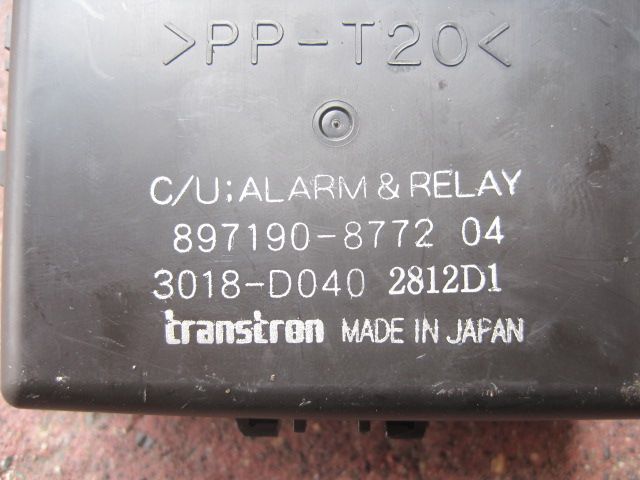 >PP-T20<
C/U;ALARM & RELAY
897190-8772 04
3018-D040 2812D1
transtron MADE IN JAPAN